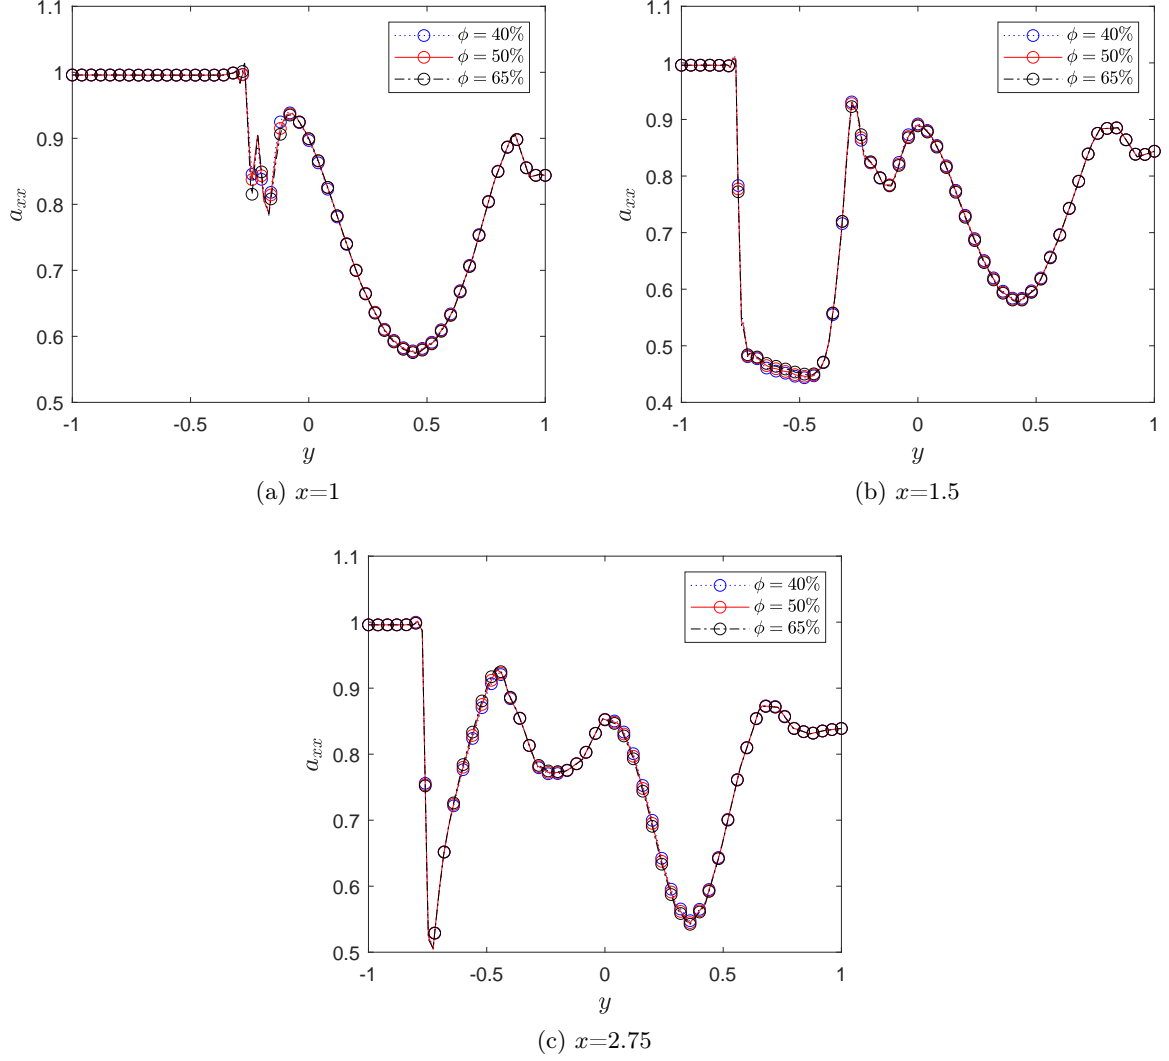 1.1
1
0.9
0.8
0.7
0.6
0.5
-1
-0.5
0
0.5
1
a_{xx}
y
ϕ = 40%
ϕ = 50%
ϕ = 65%
(a) x=1
1.1
1
0.9
0.8
0.7
0.6
0.5
0.4
-1
-0.5
0
0.5
1
a_{xx}
y
ϕ = 40%
ϕ = 50%
ϕ = 65%
(b) x=1.5
1.1
1
0.9
0.8
0.7
0.6
0.5
-1
-0.5
0
0.5
1
a_{xx}
y
ϕ = 40%
ϕ = 50%
ϕ = 65%
(c) x=2.75